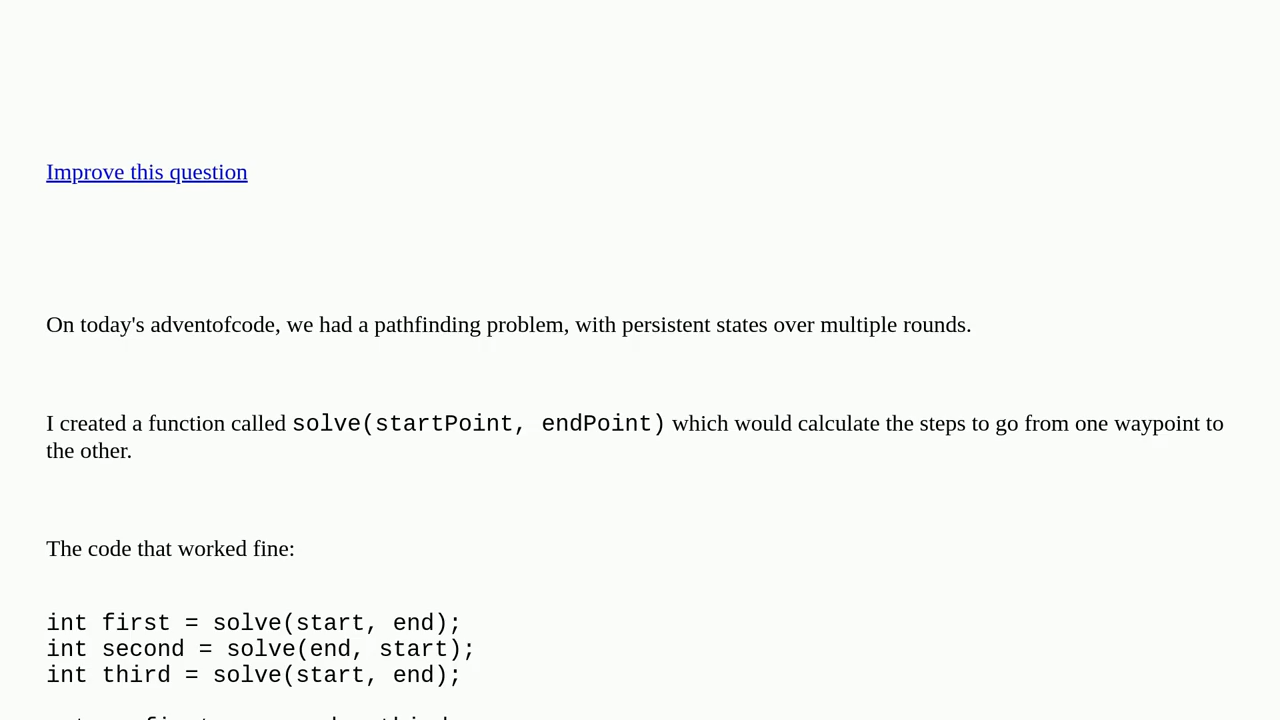 Improve this question
On today's adventofcode, we had a pathfinding problem, with persistent states over multiple rounds.
I created a function called solve(startPoint, endPoint) which would calculate the steps to go from one waypoint to
the other.
The code that worked fine:
int first = solve(start, end);
int second = solve(end, start);
int third = solve(start, end);